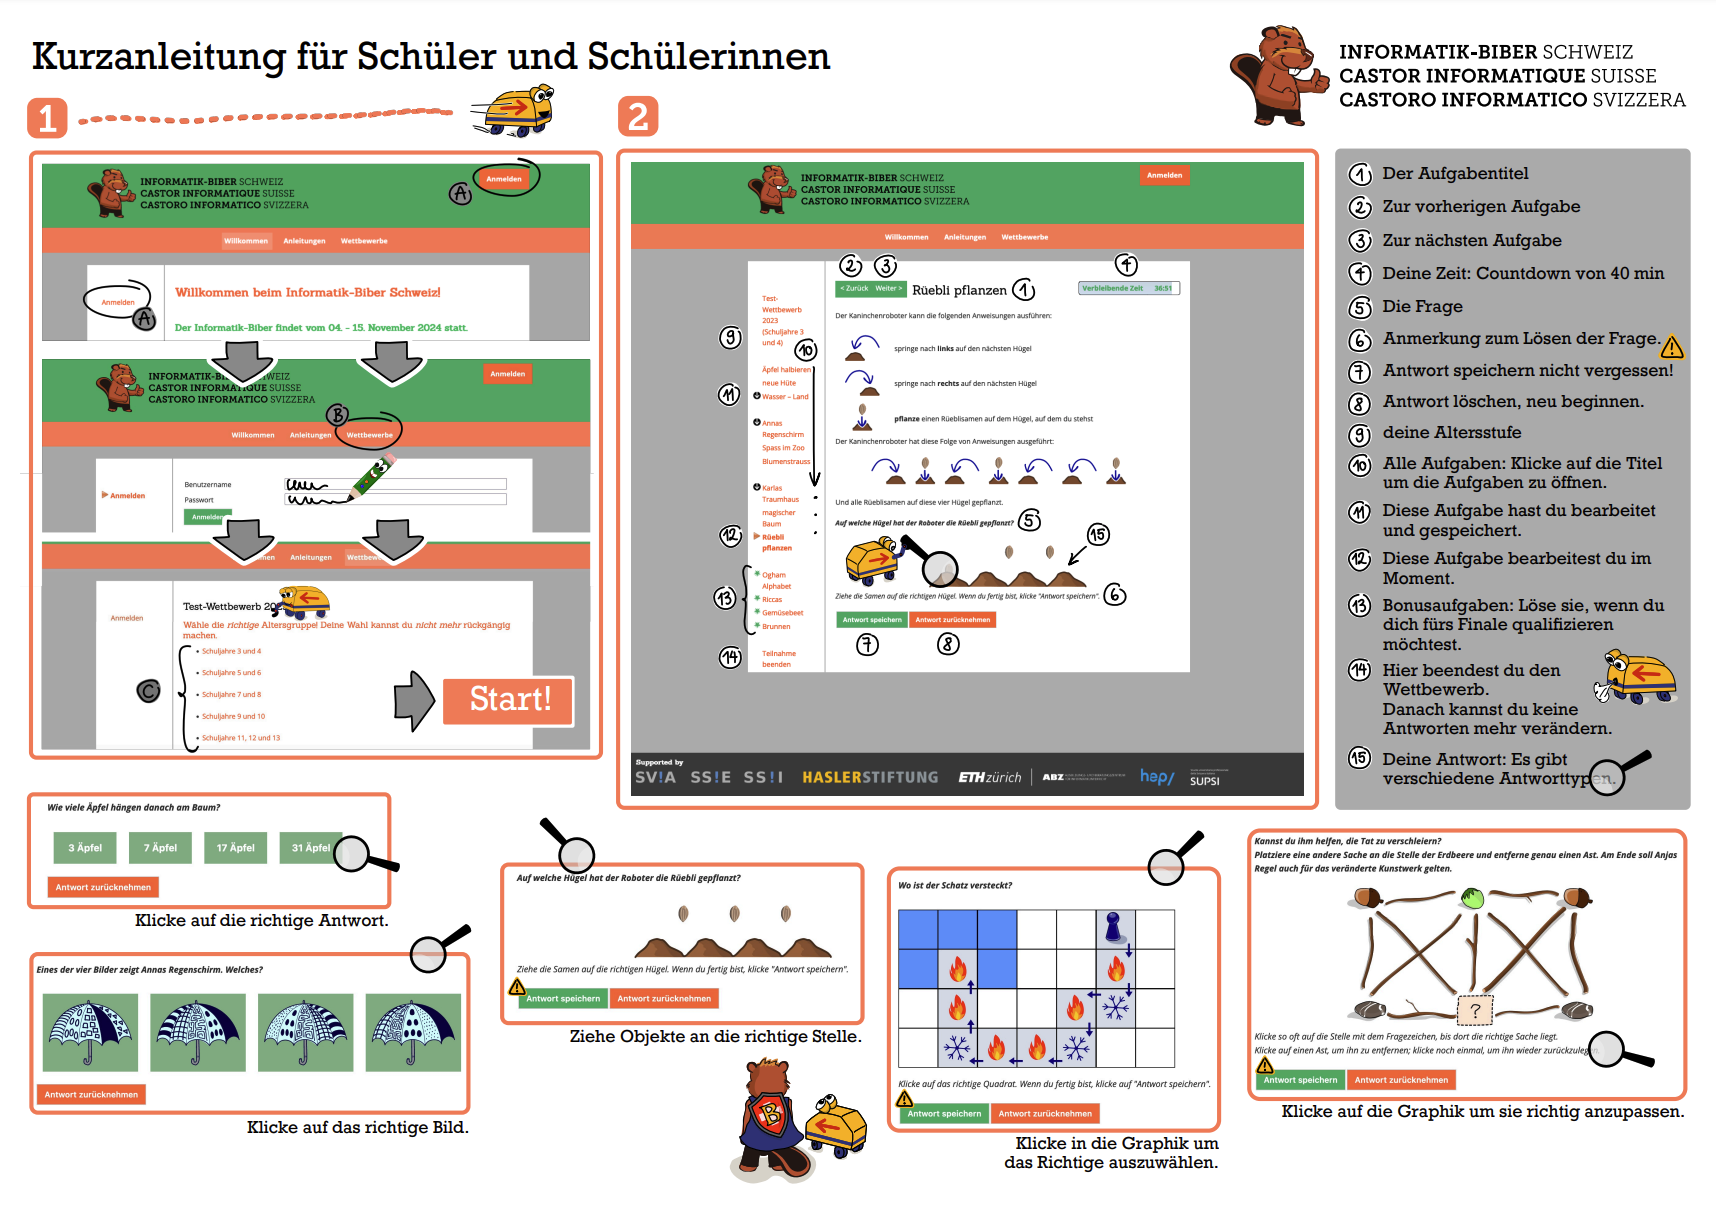 Kurzanleitung für Schüler und Schülerinnen
INFORMATIK-BIBER SCHWEIZ
CASTOR INFORMATIQUE SUISSE
CASTORO INFORMATICO SVIZZERA
1
INFORMATIK-BIBER SCHWEIZ
CASTOR INFORMATIQUE SUISSE
CASTORO INFORMATICO SVIZZERA
Anmelden
A
Willkommen Anleitungen Wettbewerbe
Anmelden
A
Willkommen beim Informatik-Biber Schweiz!
Der Informatik-Biber findet vom 04. - 15. November 2024 statt.
INFORMATIK-BI WEIZ
CASTOR INFORMATIQUE SUISSE
CASTORO INFORMATICO SVIZZERA
Anmelden
B
Willkommen Anleitungen Wettbewerbe
Anmelden
Benutzername
Passwort
Anmelden
Anleitungen
Anmelden
Test-Wettbewerb
Wähle die richtige Altersgruppe! Deine Wahl kannst du nicht mehr rückgängig
machen.
C
• Schuljahre 3 und 4
• Schuljahre 5 und 6
• Schuljahre 7 und 8
• Schuljahre 9 und 10
• Schuljahre 11, 12 und 13
Start!
2
INFORMATIK-BIBER SCHWEIZ
CASTOR INFORMATIQUE SUISSE
CASTORO INFORMATICO SVIZZERA
Anmelden
Willkommen Anleitungen Wettbewerbe
2 3 4
< Zurück Weiter > Rüebli pflanzen 1
Verbleibende Zeit 36:51
9
Test-
Wettbewerb
2023
(Schuljahre 3
und 4)
10
Äpfel halbieren
neue Hüte
11
Wasser – Land
Annas
Regenschirm
Spass im Zoo
Blumenstrauss
Karlas
Traumhaus
magischer
Baum
12
Rüebli
pflanzen
13
Ogham
Alphabet
Riccas
Gemüsebeet
Brunnen
14
Teilnahme
beenden
Der Kaninchenroboter kann die folgenden Anweisungen ausführen:
springe nach links auf den nächsten Hügel
springe nach rechts auf den nächsten Hügel
pflanze einen Rüeblisamen auf dem Hügel, auf dem du stehst
Der Kaninchenroboter hat diese Folge von Anweisungen ausgeführt:
Und alle Rüeblisamen auf diese vier Hügel gepflanzt.
Auf welche Hügel hat der Roboter die Rüebli gepflanzt? 5
15
Ziehe die Samen auf die richtigen Hügel. Wenn du fertig bist, klicke "Antwort speichern". 6
Antwort speichern Antwort zurücknehmen
7 8
Supported by
SV!A SS!E SS!I HASLERSTIFTUNG ETH zürich ABZ hep/ SUPSI
1 Der Aufgabentitel
2 Zur vorherigen Aufgabe
3 Zur nächsten Aufgabe
4 Deine Zeit: Countdown von 40 min
5 Die Frage
6 Anmerkung zum Lösen der Frage.
7 Antwort speichern nicht vergessen!
8 Antwort löschen, neu beginnen.
9 deine Altersstufe
10 Alle Aufgaben: Klicke auf die Titel
um die Aufgaben zu öffnen.
11 Diese Aufgabe hast du bearbeitet
und gespeichert.
12 Diese Aufgabe bearbeitest du im
Moment.
13 Bonusaufgaben: Löse sie, wenn du
dich fürs Finale qualifizieren
möchtest.
14 Hier beendest du den
Wettbewerb.
Danach kannst du keine
Antworten mehr verändern.
15 Deine Antwort: Es gibt
verschiedene Antworttypen.
Wie viele Äpfel hängen danach am Baum?
3 Äpfel 7 Äpfel 17 Äpfel 31 Äpfel
Antwort zurücknehmen
Klicke auf die richtige Antwort.
Eines der vier Bilder zeigt Annas Regenschirm. Welches?
Antwort zurücknehmen
Klicke auf das richtige Bild.
Auf welche Hügel hat der Roboter die Rüebli gepflanzt?
Ziehe die Samen auf die richtigen Hügel. Wenn du fertig bist, klicke "Antwort speichern".
Antwort speichern Antwort zurücknehmen
Ziehe Objekte an die richtige Stelle.
B
Wo ist der Schatz versteckt?
Klicke auf das richtige Quadrat. Wenn du fertig bist, klicke auf "Antwort speichern".
Antwort speichern Antwort zurücknehmen
Klicke in die Graphik um
das Richtige auszuwählen.
Kannst du ihm helfen, die Tat zu verschleiern?
Platziere eine andere Sache an die Stelle der Erdbeere und entferne genau einen Ast. Am Ende soll Anjas
Regel auch für das veränderte Kunstwerk gelten.
?
Klicke so oft auf die Stelle mit dem Fragezeichen, bis dort die richtige Sache liegt.
Klicke auf einen Ast, um ihn zu entfernen; klicke noch einmal, um ihn wieder zurückzulegen.
Antwort speichern Antwort zurücknehmen
Klicke auf die Graphik um sie richtig anzupassen.